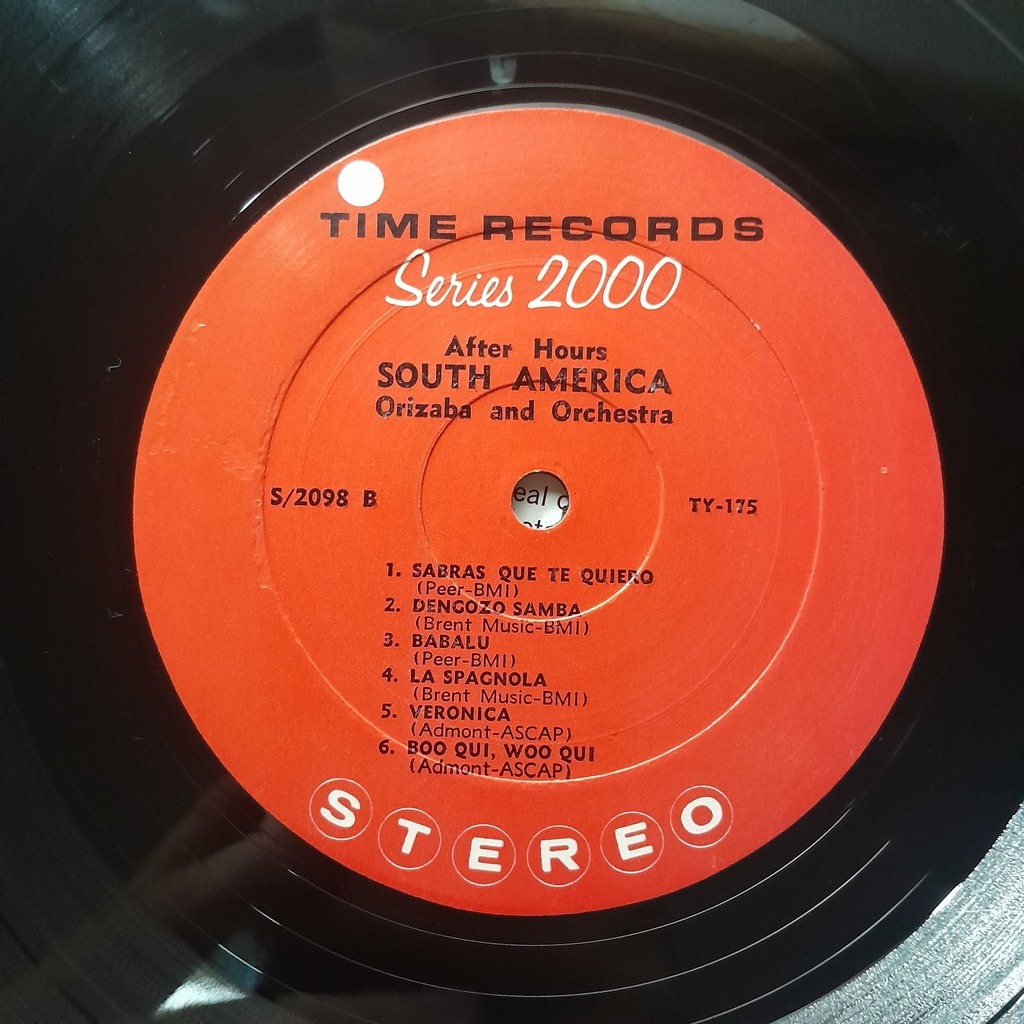 TIME RECORDS
Series 2000
After Hours
SOUTH AMERICA
Orizaba and Orchestra
S/2098 B
TY-175
1. SABRAS QUE TE QUIERO
(Peer-BMI)
2. DENGOZO SAMBA
(Brent Music-BMI)
3. BABALU
(Peer-BMI)
4. LA SPAGNOLA
(Brent Music-BMI)
5. VERONICA
(Admont-ASCAP)
6. BOO QUI, WOO QUI
(Admont-ASCAP)
STEREO